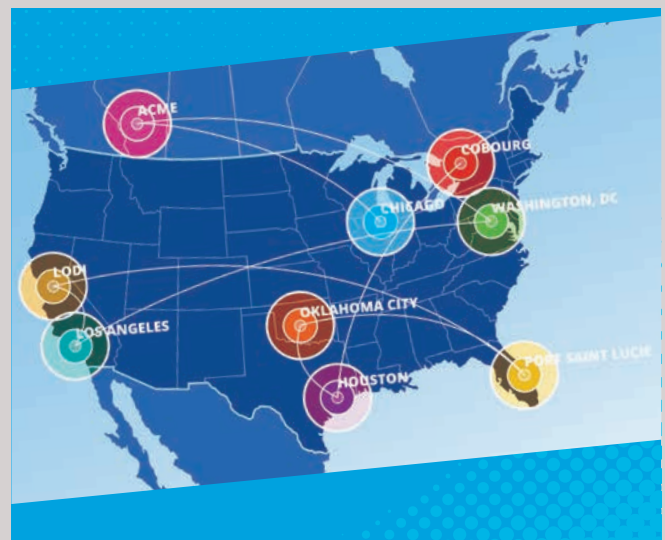 ACME
COBOURG
CHICAGO
WASHINGTON, DC
LODI
OKLAHOMA CITY
LOS ANGELES
PORT SAINT LUCIE
HOUSTON